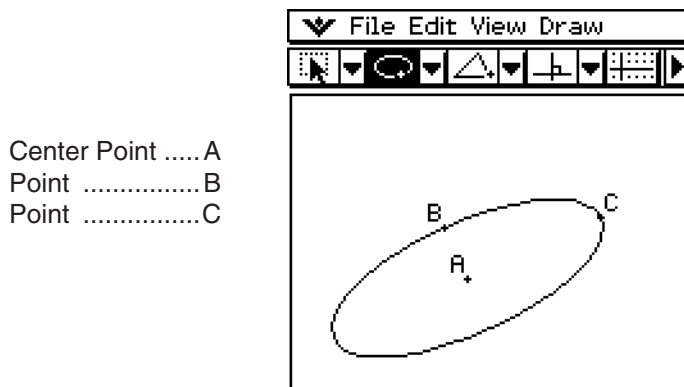 File Edit View Draw
Center Point ..... A
Point ................ B
Point ................ C
B
C
A